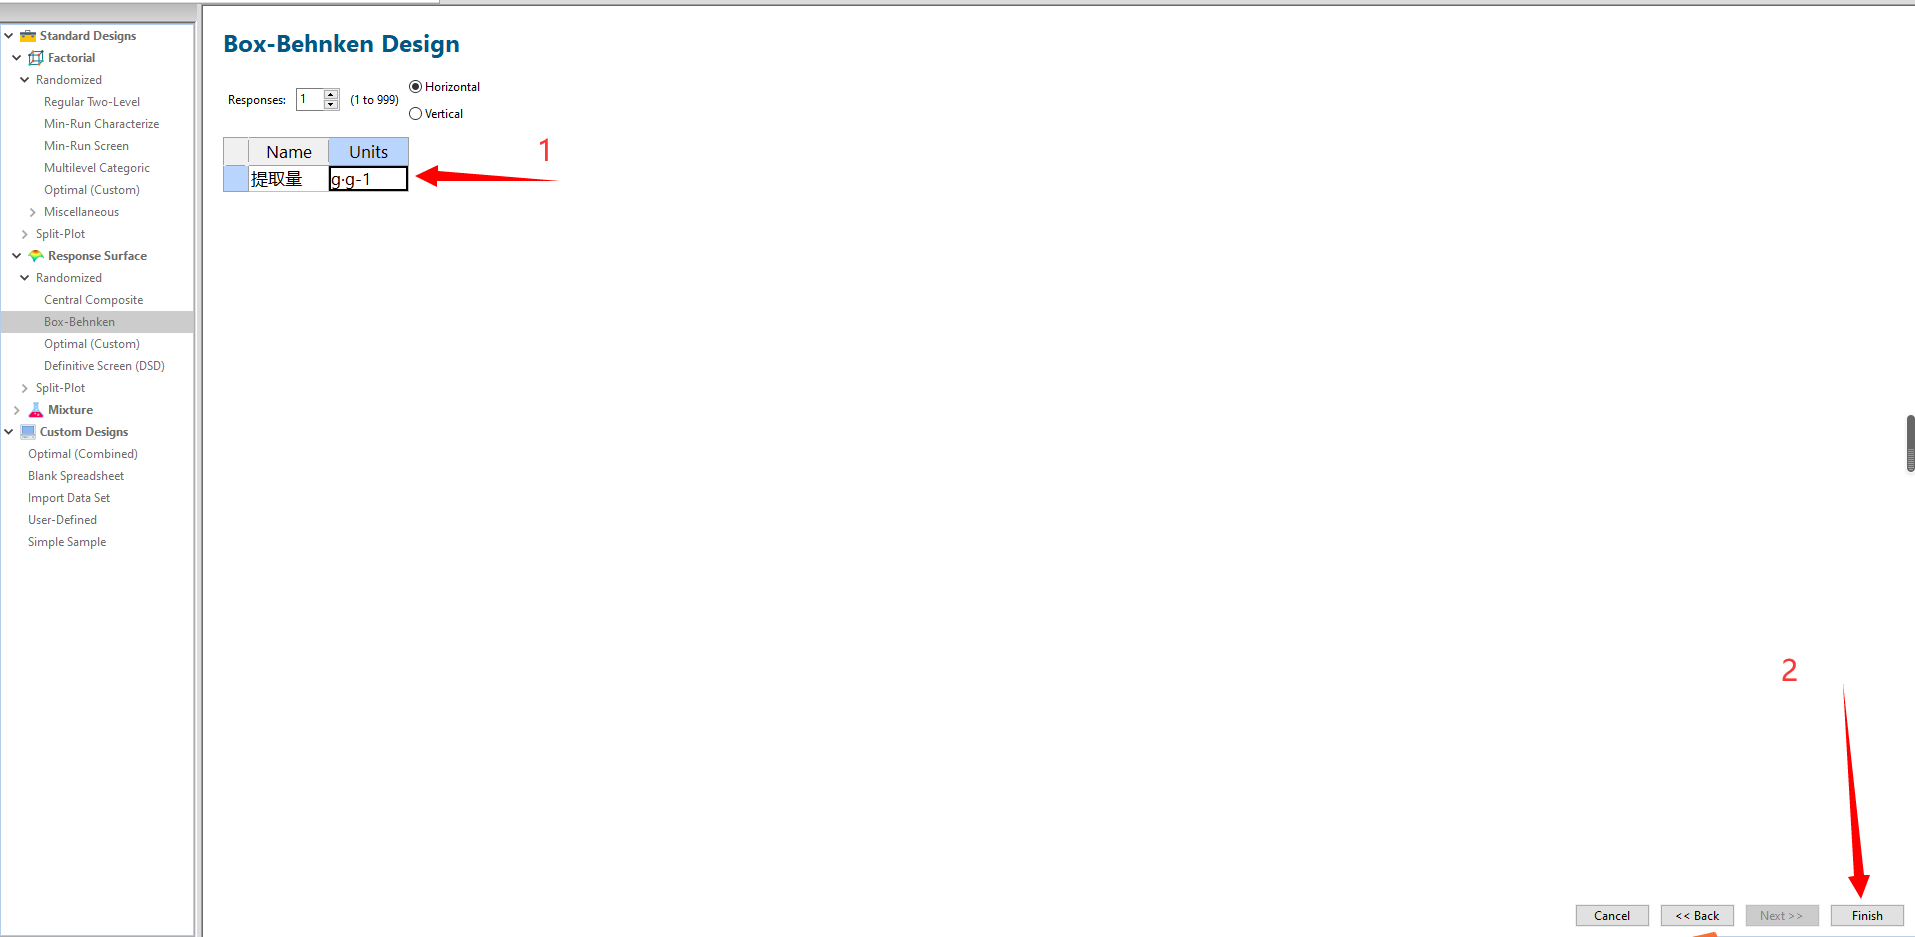 Standard Designs
Factorial
Randomized
Regular Two-Level
Min-Run Characterize
Min-Run Screen
Multilevel Categoric
Optimal (Custom)
Miscellaneous
Split-Plot
Response Surface
Randomized
Central Composite
Box-Behnken
Optimal (Custom)
Definitive Screen (DSD)
Split-Plot
Mixture
Custom Designs
Optimal (Combined)
Blank Spreadsheet
Import Data Set
User-Defined
Simple Sample
Box-Behnken Design
Responses: 1 (1 to 999)
Horizontal
Vertical
Name Units
提取量 g·g-1
1
2
Cancel << Back Next >> Finish